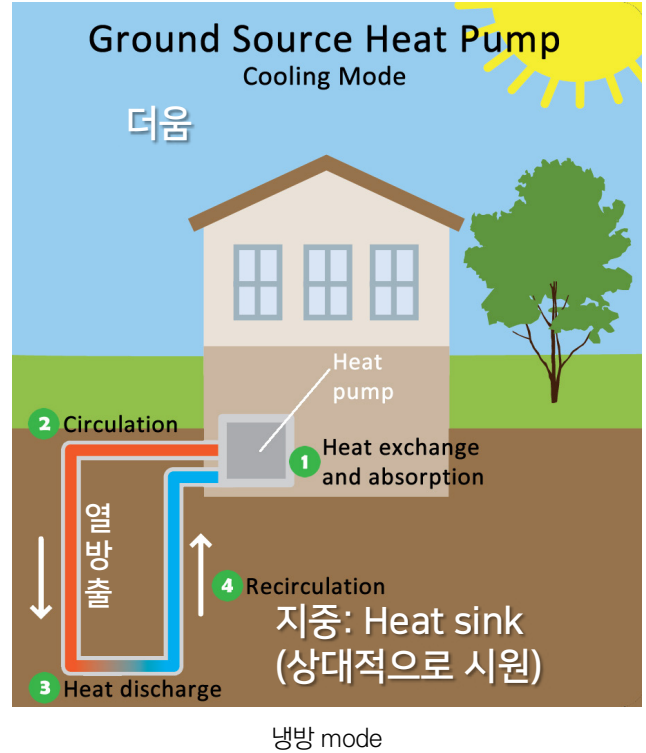 Ground Source Heat Pump
Cooling Mode
더움
Heat
pump
2 Circulation
1 Heat exchange
and absorption
열
방
출
4 Recirculation
지중: Heat sink
(상대적으로 시원)
3 Heat discharge
냉방 mode